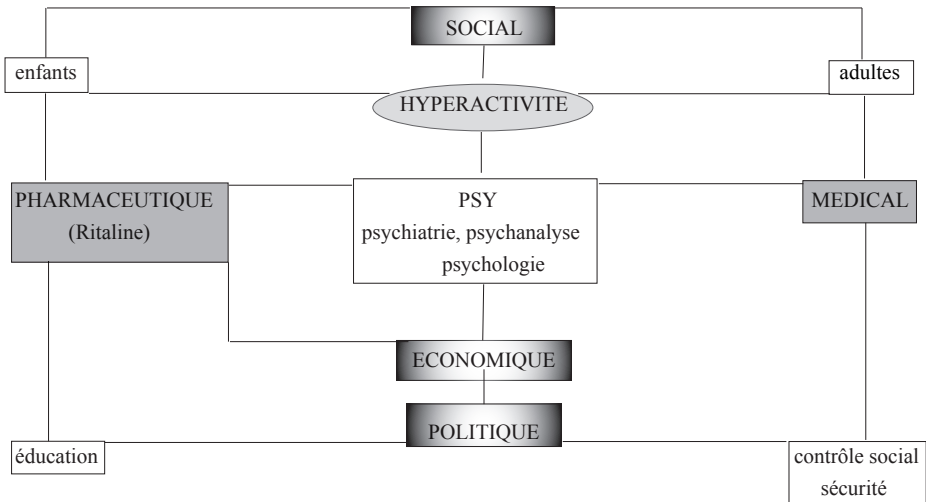 SOCIAL
enfants
adultes
HYPERACTIVITE
PHARMACEUTIQUE
(Ritaline)
PSY
psychiatrie, psychanalyse
psychologie
MEDICAL
ECONOMIQUE
POLITIQUE
éducation
contrôle social
sécurité